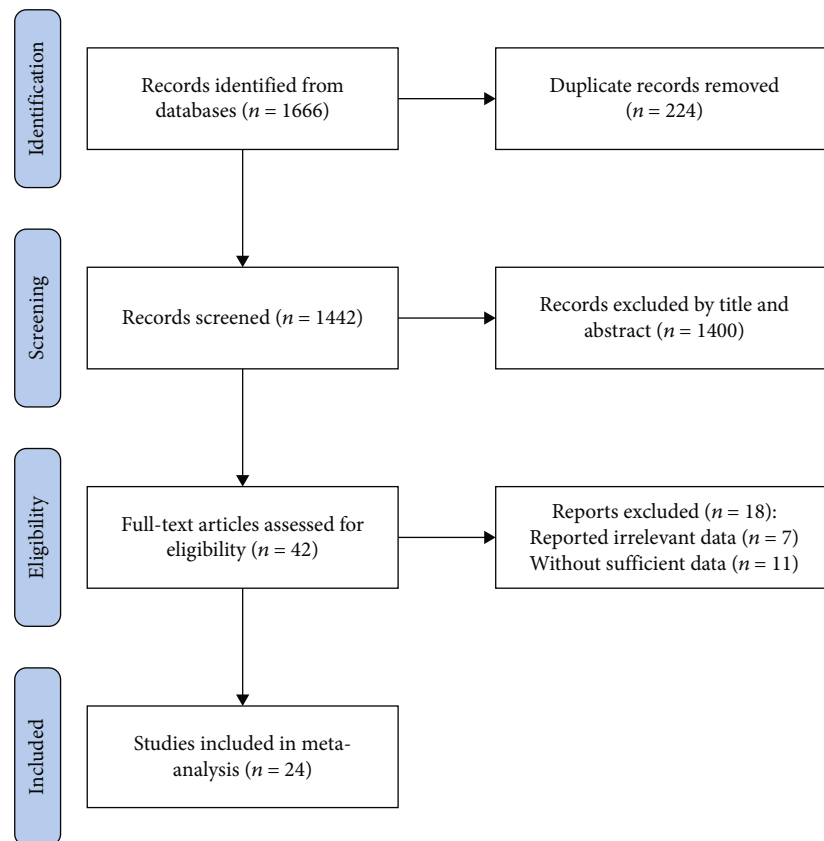 Identification
Records identified from
databases (n = 1666)
Duplicate records removed
(n = 224)
Screening
Records screened (n = 1442)
Records excluded by title and
abstract (n = 1400)
Eligibility
Full-text articles assessed for
eligibility (n = 42)
Reports excluded (n = 18):
Reported irrelevant data (n = 7)
Without sufficient data (n = 11)
Included
Studies included in meta-
analysis (n = 24)